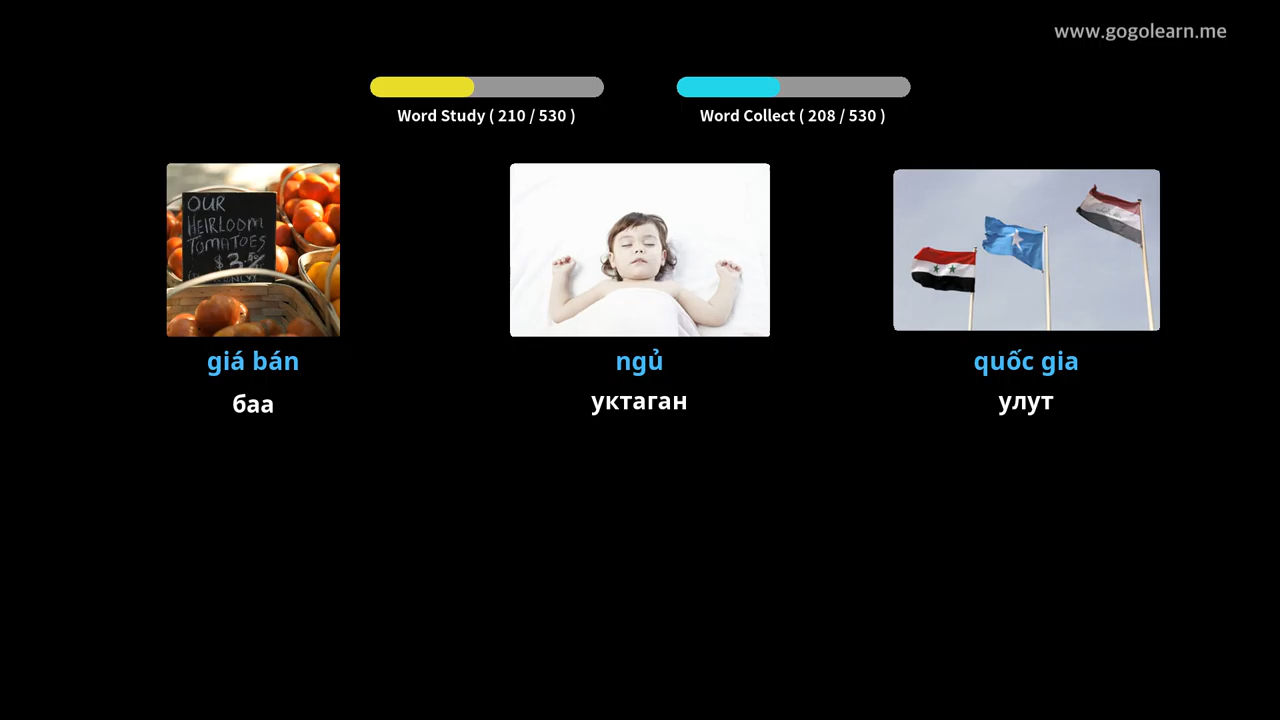 www.gogolearn.me
Word Study ( 210 / 530 )
Word Collect ( 208 / 530 )
OUR
HEIRLOOM
TOMATOES
giá bán
ngủ
quốc gia
баа
уктаган
улут